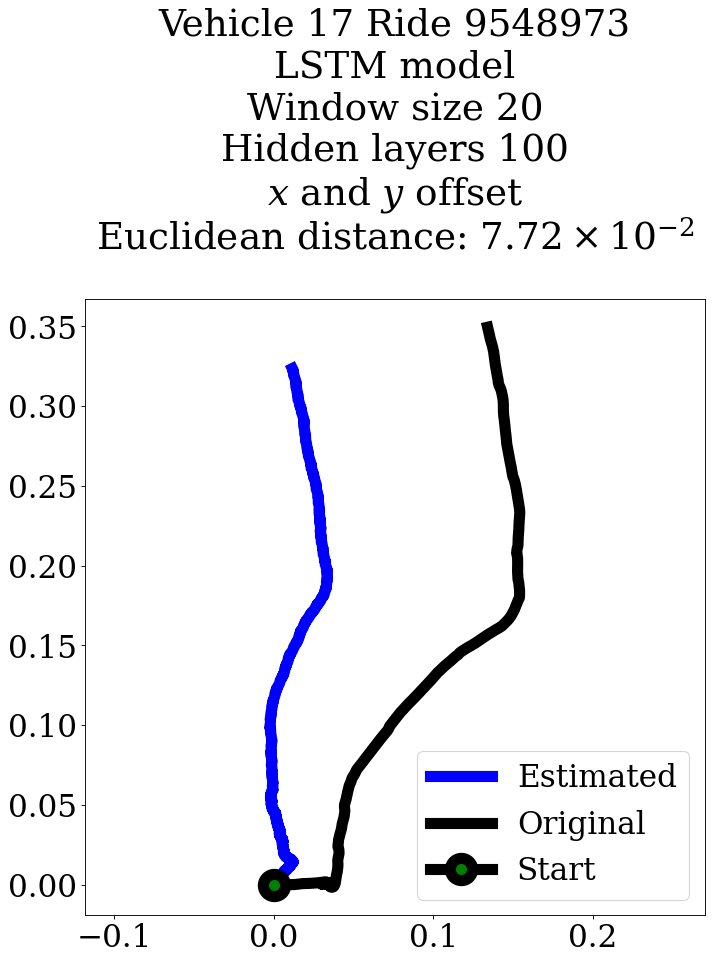 Vehicle 17 Ride 9548973
LSTM model
Window size 20
Hidden layers 100
x and y offset
Euclidean distance: 7.72 × 10⁻²
0.35
0.30
0.25
0.20
0.15
0.10
0.05
0.00
Estimated
Original
Start
−0.1
0.0
0.1
0.2